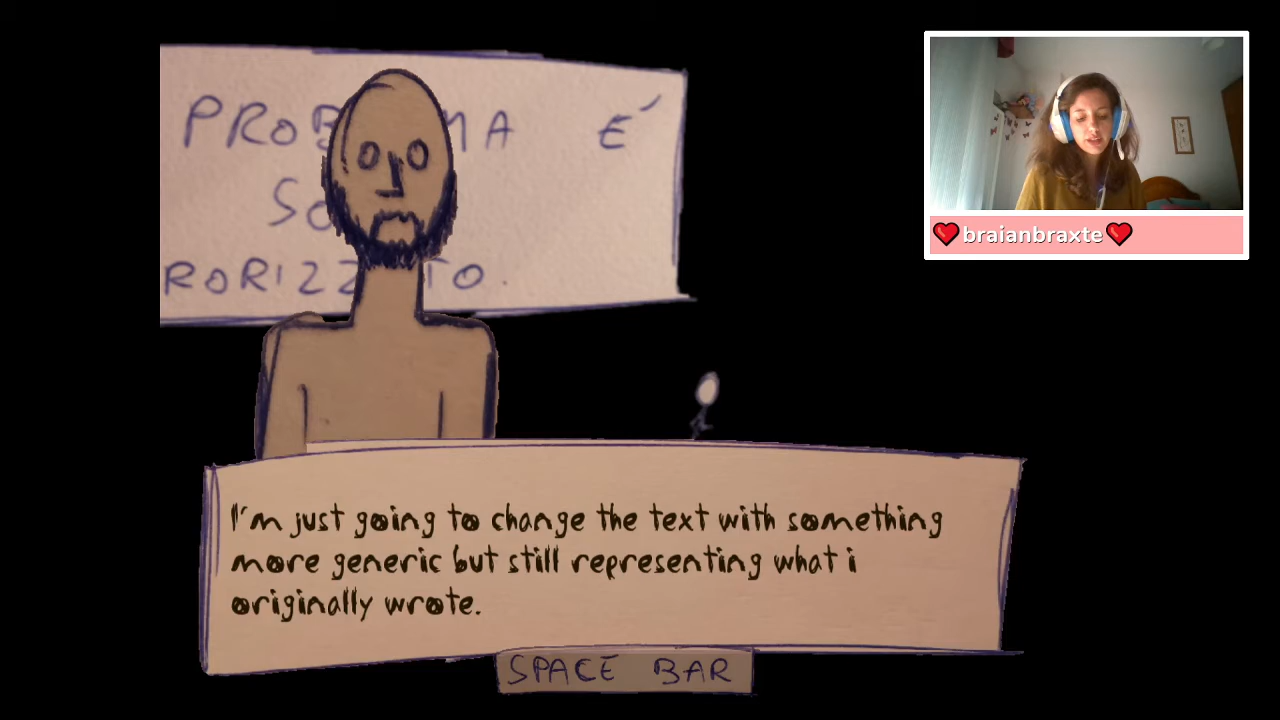 PROB MA É
SO
RORIZZ TO.
❤️braianbraxte❤️
I'm just going to change the text with something
more generic but still representing what i
originally wrote.
SPACE BAR